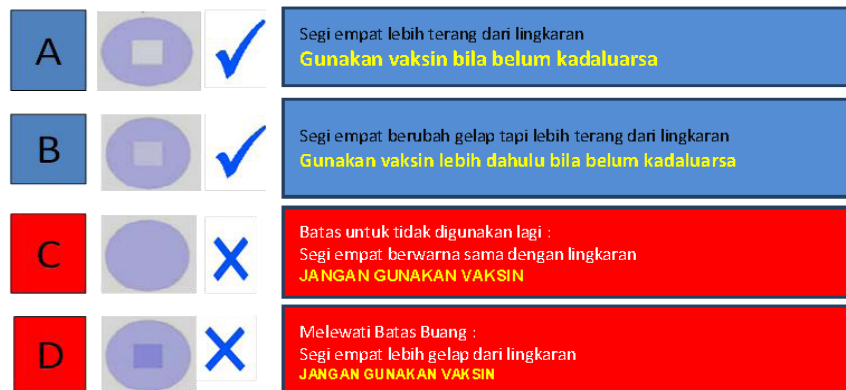 A
Segi empat lebih terang dari lingkaran
Gunakan vaksin bila belum kadaluarsa
B
Segi empat berubah gelap tapi lebih terang dari lingkaran
Gunakan vaksin lebih dahulu bila belum kadaluarsa
C
Batas untuk tidak digunakan lagi :
Segi empat berwarna sama dengan lingkaran
JANGAN GUNAKAN VAKSIN
D
Melewati Batas Buang :
Segi empat lebih gelap dari lingkaran
JANGAN GUNAKAN VAKSIN